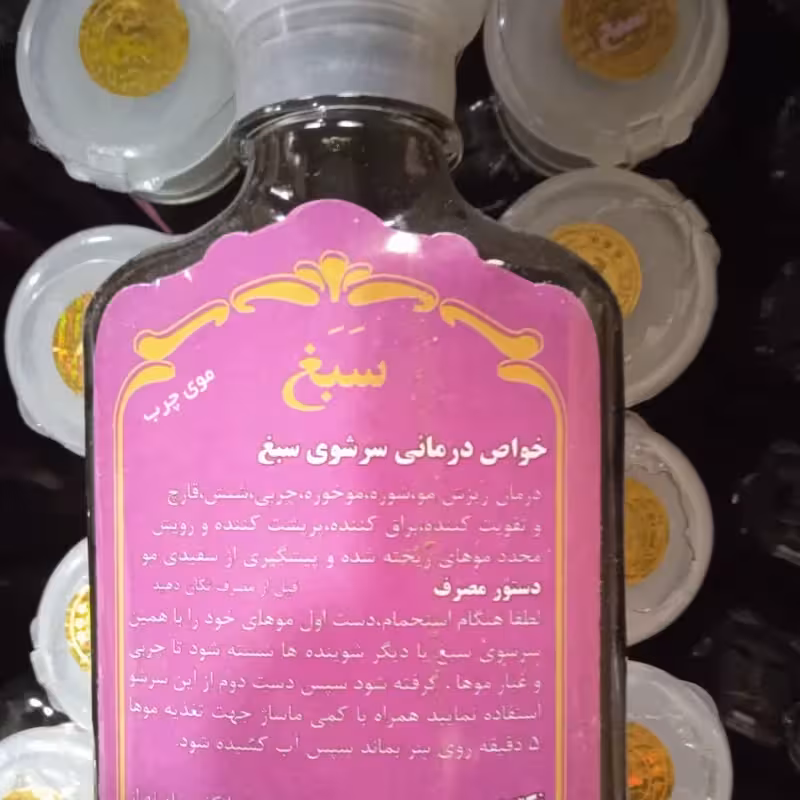 سبغ
سَبَغ
موی چرب
خواص درمانی سرشوی سبغ
درمان ریزش مو،شوره،موخوره،چربی،شپش،قارچ
و تقویت کننده،براق کننده،پرپشت کننده و رویش
مجدد موهای ریخته شده و پیشگیری از سفیدی مو
دستور مصرف قبل از مصرف تکان دهید
لطفا هنگام استحمام،دست اول موهای خود را با همین
سرشوی سبغ یا دیگر شوینده ها شسته شود تا چربی
و غبار موها . گرفته شود سپس دست دوم از این سرشو
استفاده نمایید همراه با کمی ماساژ جهت تغذیه موها
۵ دقیقه روی سر بماند سپس آب کشیده شود.